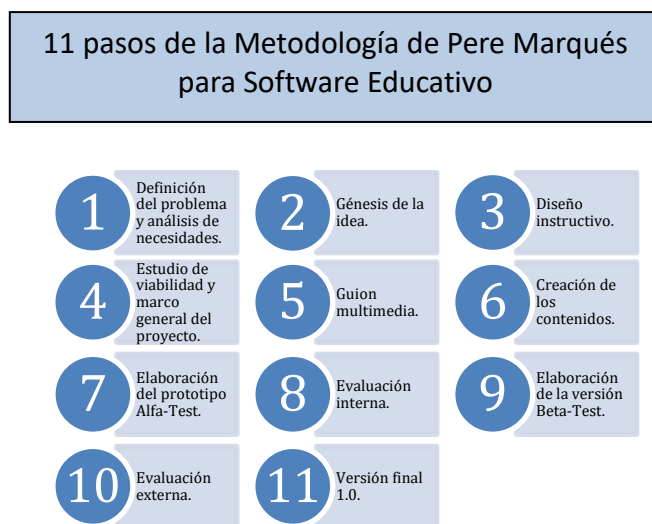 11 pasos de la Metodología de Pere Marqués
para Software Educativo
1
Definición
del problema
y análisis de
necesidades.
2
Génesis de la
idea.
3
Diseño
instructivo.
4
Estudio de
viabilidad y
marco
general del
proyecto.
5
Guion
multimedia.
6
Creación de
los
contenidos.
7
Elaboración
del prototipo
Alfa-Test.
8
Evaluación
interna.
9
Elaboración
de la versión
Beta-Test.
10
Evaluación
externa.
11
Versión final
1.0.